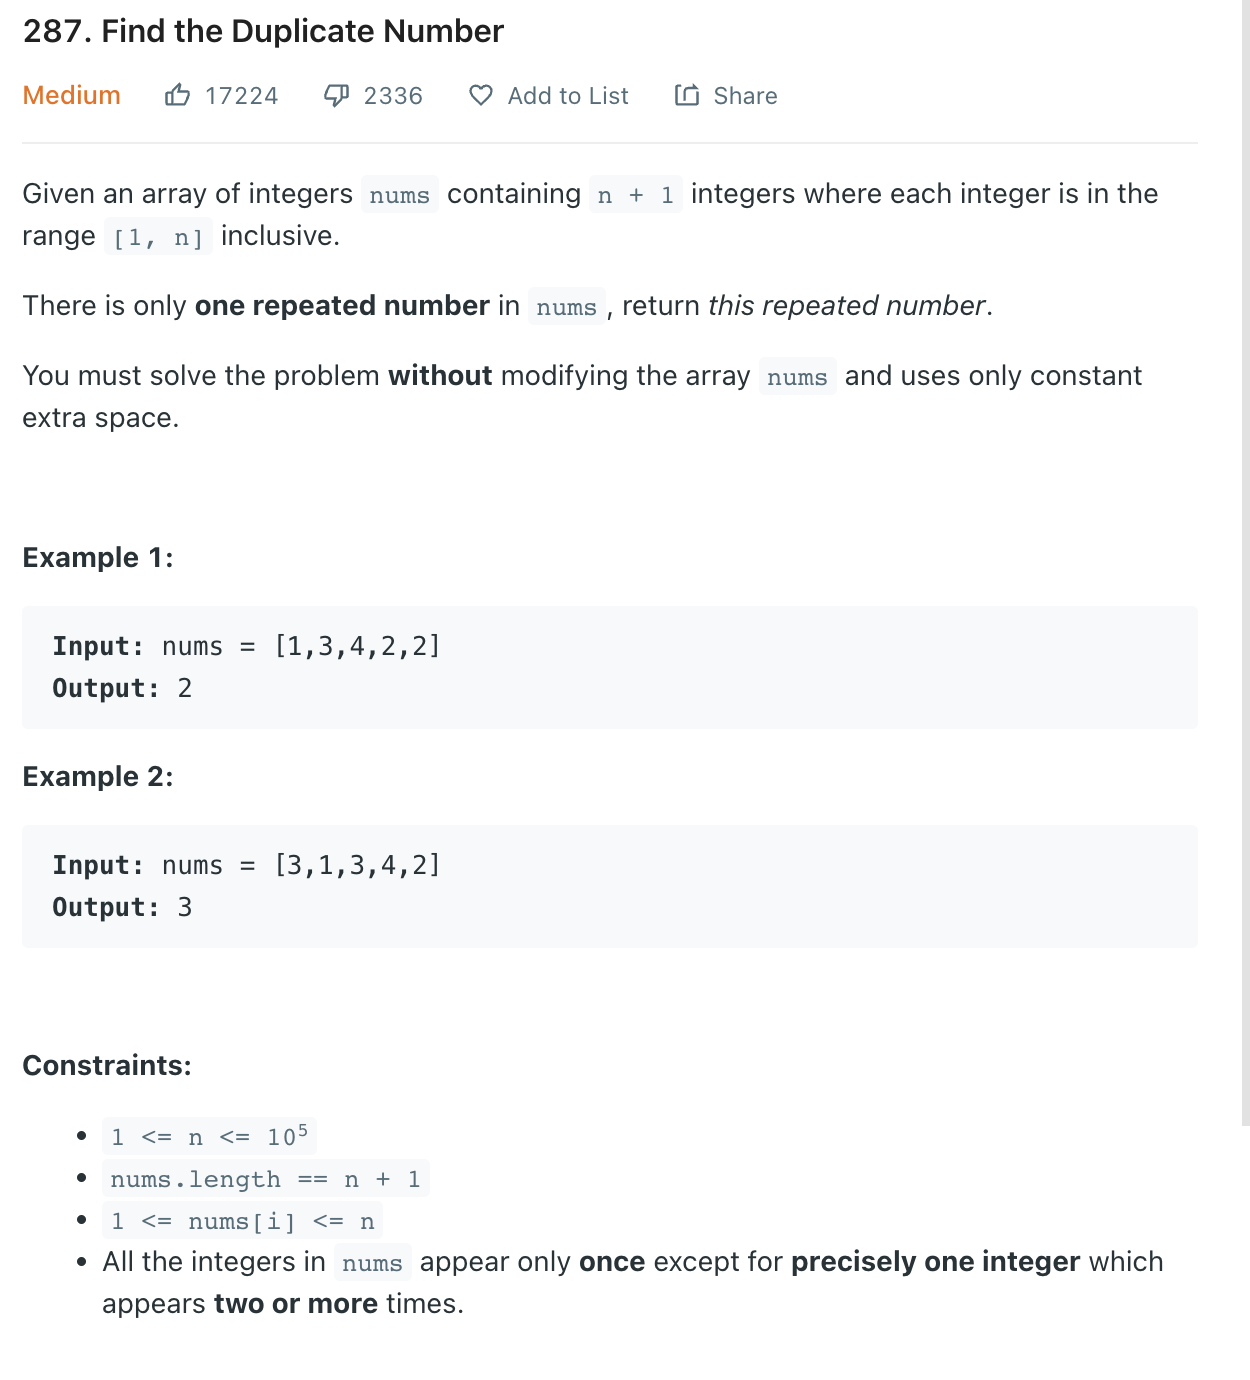 287. Find the Duplicate Number
Medium 17224 2336 Add to List Share
Given an array of integers nums containing n + 1 integers where each integer is in the
range [1, n] inclusive.
There is only one repeated number in nums, return this repeated number.
You must solve the problem without modifying the array nums and uses only constant
extra space.
Example 1:
Input: nums = [1,3,4,2,2]
Output: 2
Example 2:
Input: nums = [3,1,3,4,2]
Output: 3
Constraints:
• 1 <= n <= 10⁵
• nums.length == n + 1
• 1 <= nums[i] <= n
• All the integers in nums appear only once except for precisely one integer which
appears two or more times.